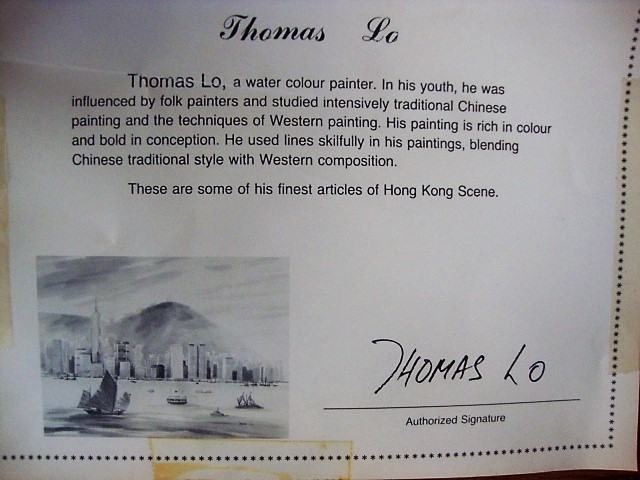 Thomas Lo
Thomas Lo, a water colour painter. In his youth, he was
influenced by folk painters and studied intensively traditional Chinese
painting and the techniques of Western painting. His painting is rich in colour
and bold in conception. He used lines skilfully in his paintings, blending
Chinese traditional style with Western composition.
These are some of his finest articles of Hong Kong Scene.
THOMAS LO
Authorized Signature